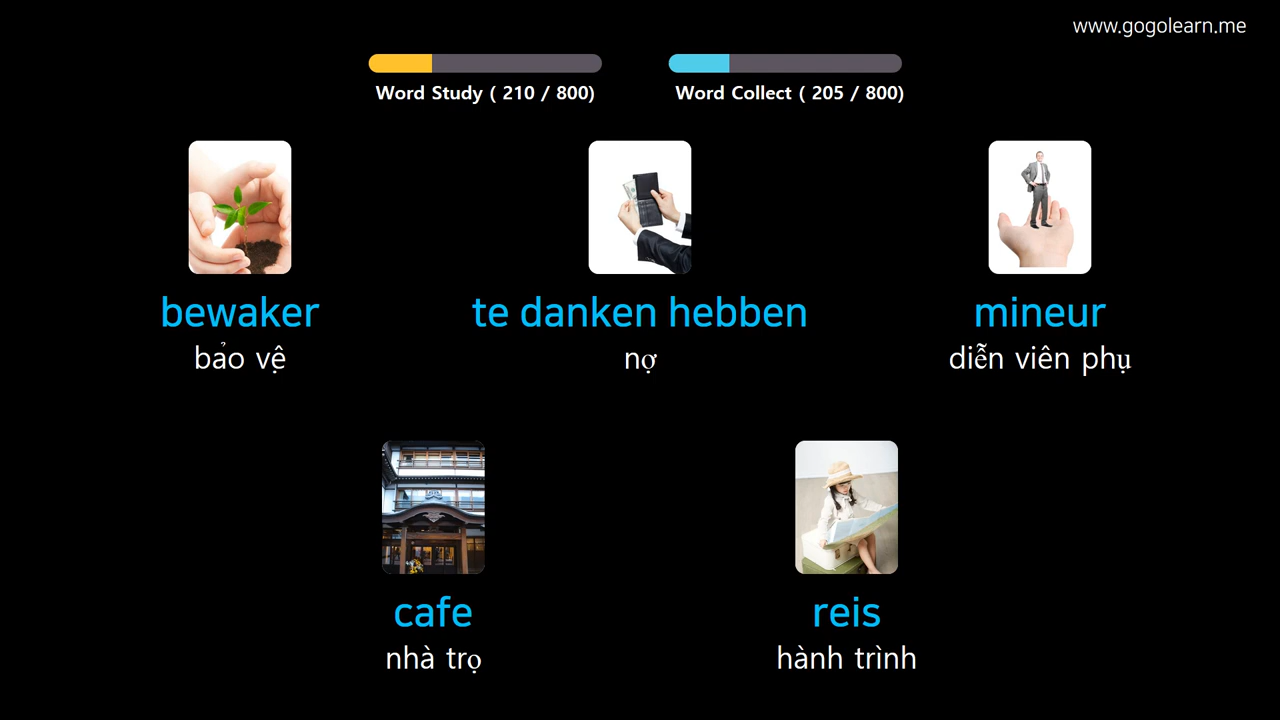 www.gogolearn.me
Word Study ( 210 / 800)
Word Collect ( 205 / 800)
bewaker
bảo vệ
te danken hebben
nợ
mineur
diễn viên phụ
cafe
nhà trọ
reis
hành trình